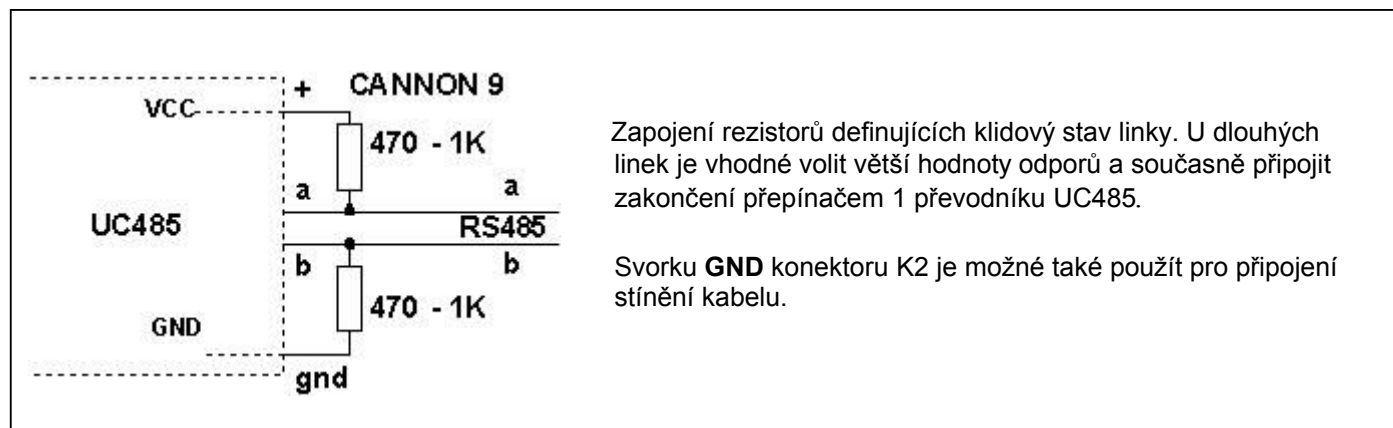 + CANNON 9
VCC
470 - 1K
a a
UC485 RS485
b b
470 - 1K
GND
gnd
Zapojení rezistorů definujících klidový stav linky. U dlouhých
linek je vhodné volit větší hodnoty odporů a současně připojit
zakončení přepínačem 1 převodníku UC485.
Svorku GND konektoru K2 je možné také použít pro připojení
stínění kabelu.